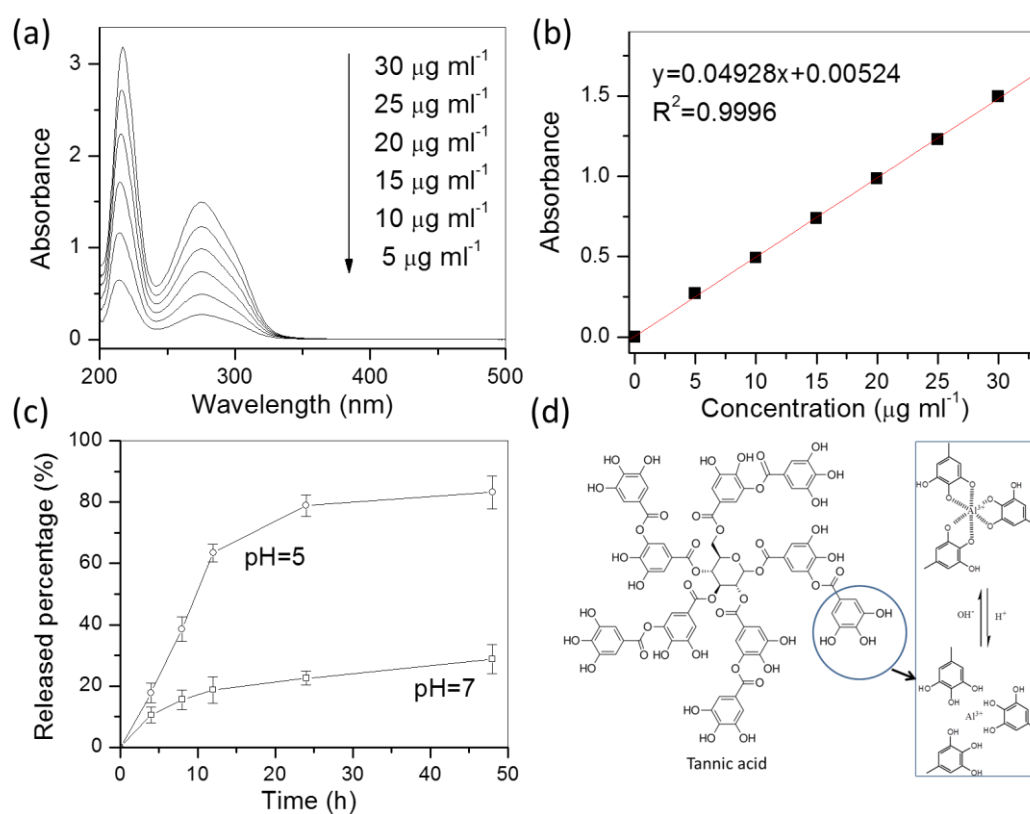 (a)
Absorbance
3
2
1
0
200
300
400
500
Wavelength (nm)
30 μg ml⁻¹
25 μg ml⁻¹
20 μg ml⁻¹
15 μg ml⁻¹
10 μg ml⁻¹
5 μg ml⁻¹
(b)
y=0.04928x+0.00524
R²=0.9996
Absorbance
1.5
1.0
0.5
0.0
0 5 10 15 20 25 30
Concentration (μg ml⁻¹)
(c)
Released percentage (%)
100
80
60
40
20
0
pH=5
pH=7
0 10 20 30 40 50
Time (h)
(d)
Tannic acid
Al³⁺
OH⁻ H⁺
Al³⁺